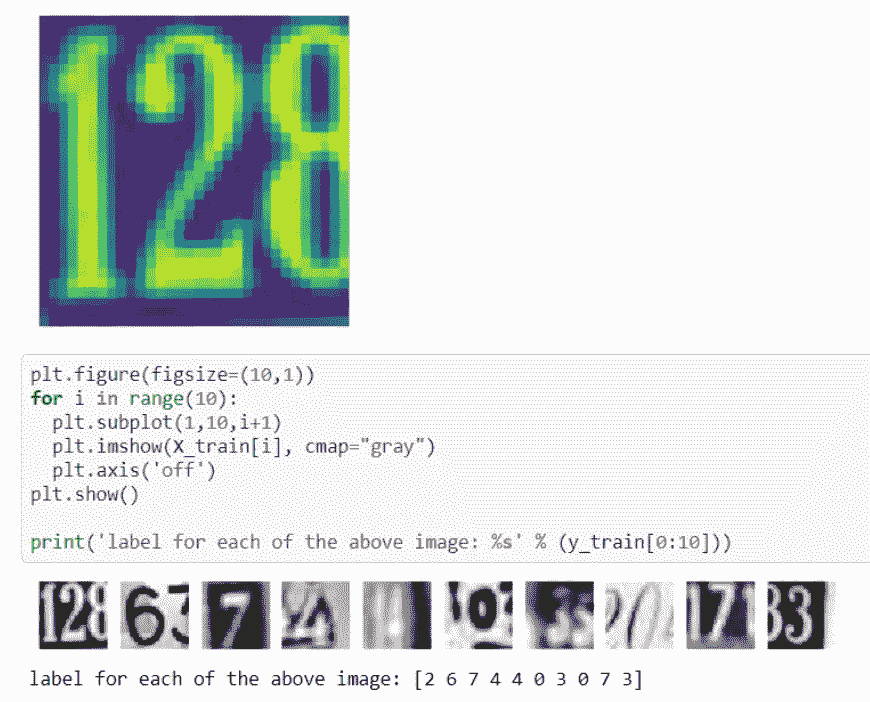 128
plt.figure(figsize=(10,1))
for i in range(10):
  plt.subplot(1,10,i+1)
  plt.imshow(X_train[i], cmap="gray")
  plt.axis('off')
plt.show()
print('label for each of the above image: %s' % (y_train[0:10]))
128 63 7 4 0 35 20 171 33
label for each of the above image: [2 6 7 4 4 0 3 0 7 3]